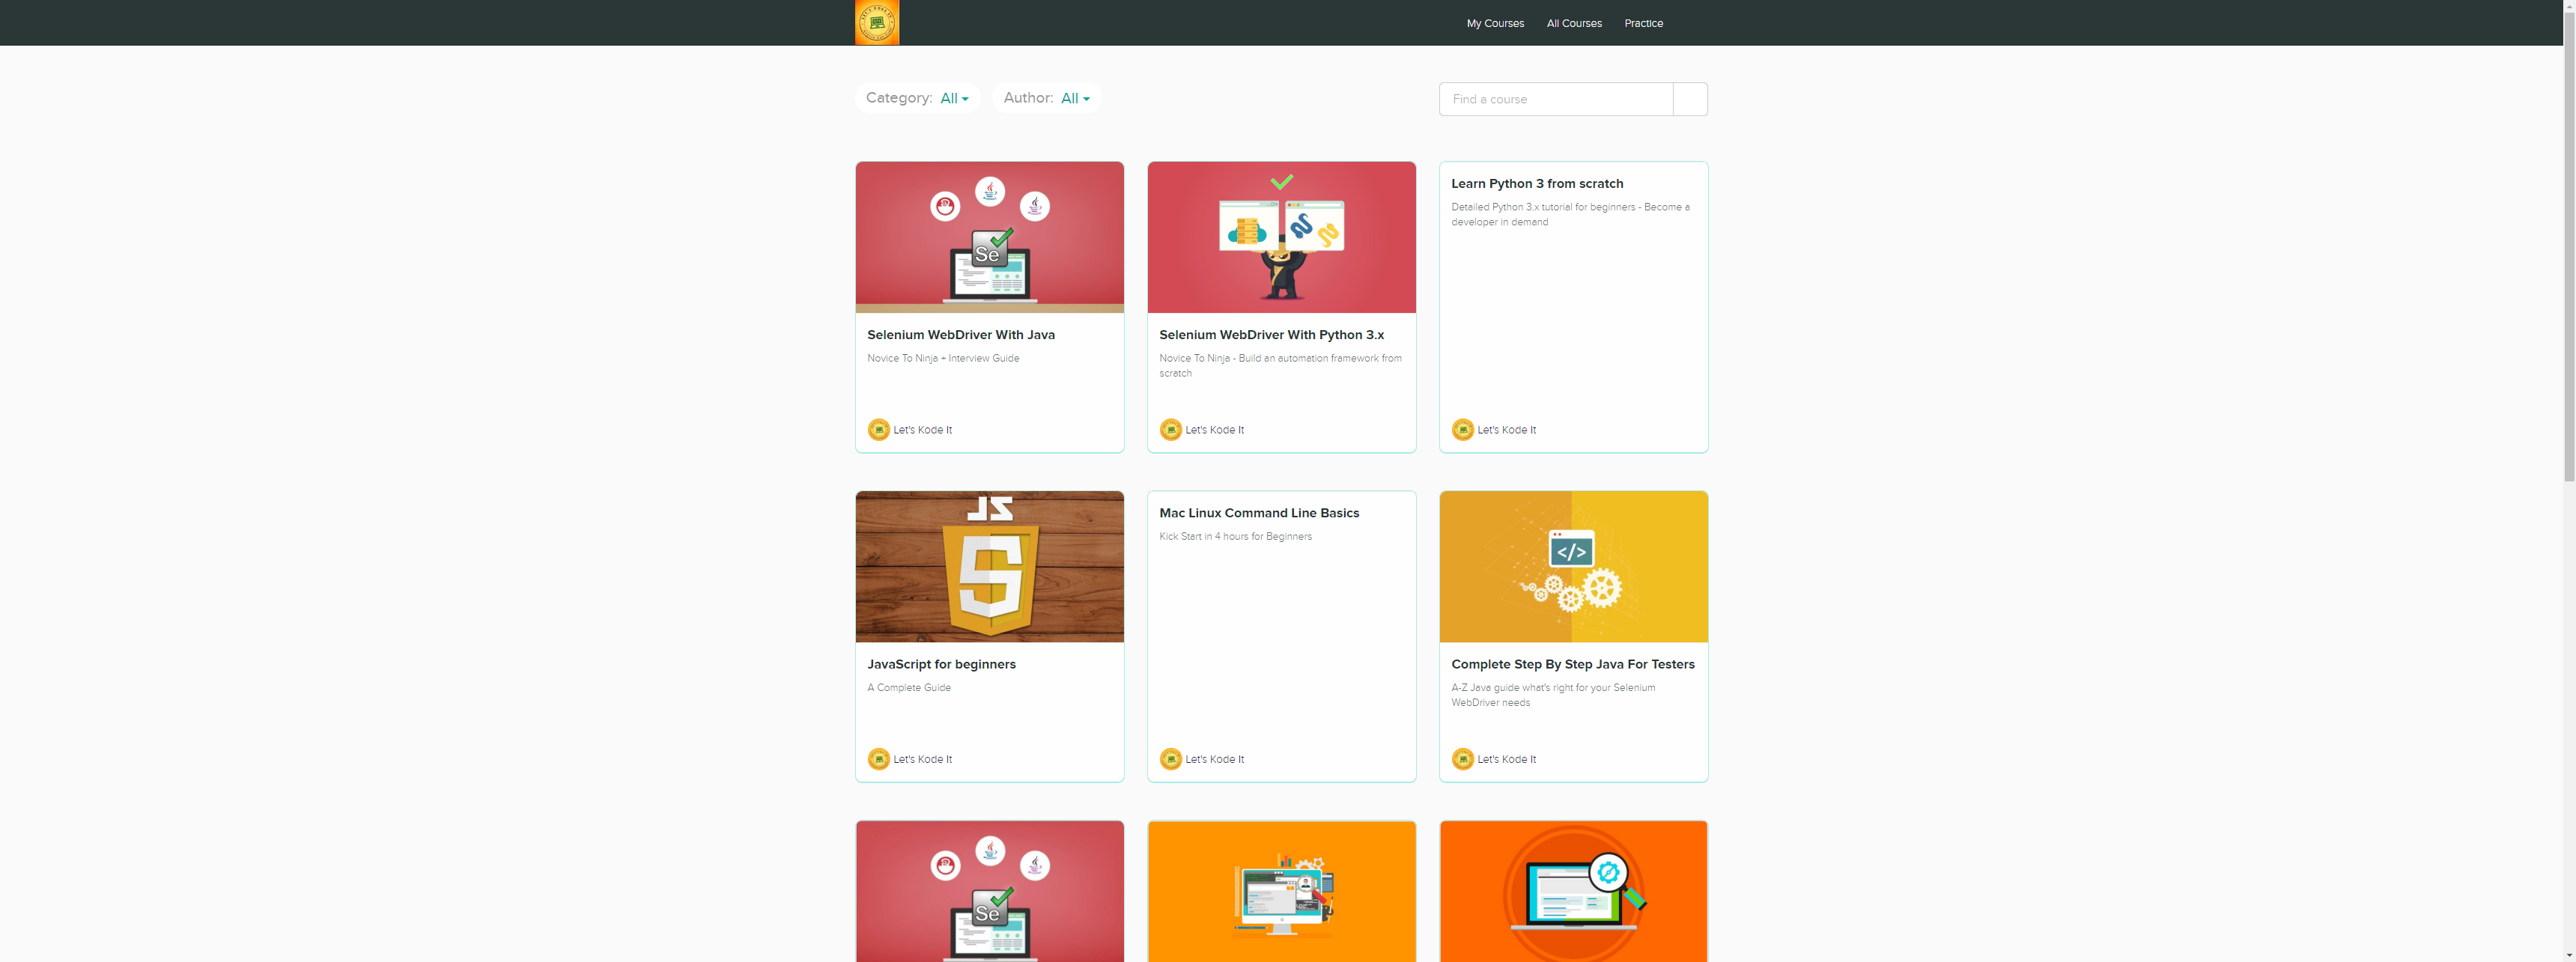 My Courses
All Courses
Practice
Category: All
Author: All
Find a course
Se
Selenium WebDriver With Java
Novice To Ninja + Interview Guide
Let's Kode It
Selenium WebDriver With Python 3.x
Novice To Ninja - Build an automation framework from
scratch
Let's Kode It
Learn Python 3 from scratch
Detailed Python 3.x tutorial for beginners - Become a
developer in demand
Let's Kode It
JS
5
JavaScript for beginners
A Complete Guide
Let's Kode It
Mac Linux Command Line Basics
Kick Start in 4 hours for Beginners
Let's Kode It
</>
Complete Step By Step Java For Testers
A-Z Java guide what's right for your Selenium
WebDriver needs
Let's Kode It
Se